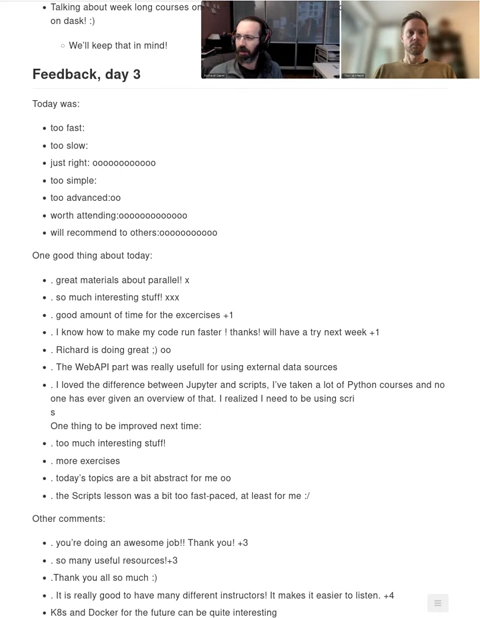 Talking about week long courses on
on dask! :)
We'll keep that in mind!
Feedback, day 3
Today was:
too fast:
too slow:
just right: oooooooooooo
too simple:
too advanced:oo
worth attending:ooooooooooooo
will recommend to others:ooooooooooo
One good thing about today:
. great materials about parallel! x
. so much interesting stuff! xxx
. good amount of time for the excercises +1
. I know how to make my code run faster ! thanks! will have a try next week +1
. Richard is doing great ;) oo
. The WebAPI part was really usefull for using external data sources
. I loved the difference between Jupyter and scripts, I've taken a lot of Python courses and no
one has ever given an overview of that. I realized I need to be using scri
s
One thing to be improved next time:
. too much interesting stuff!
. more exercises
. today's topics are a bit abstract for me oo
. the Scripts lesson was a bit too fast-paced, at least for me :/
Other comments:
. you're doing an awesome job!! Thank you! +3
. so many useful resources!+3
.Thank you all so much :)
. It is really good to have many different instructors! It makes it easier to listen. +4
K8s and Docker for the future can be quite interesting